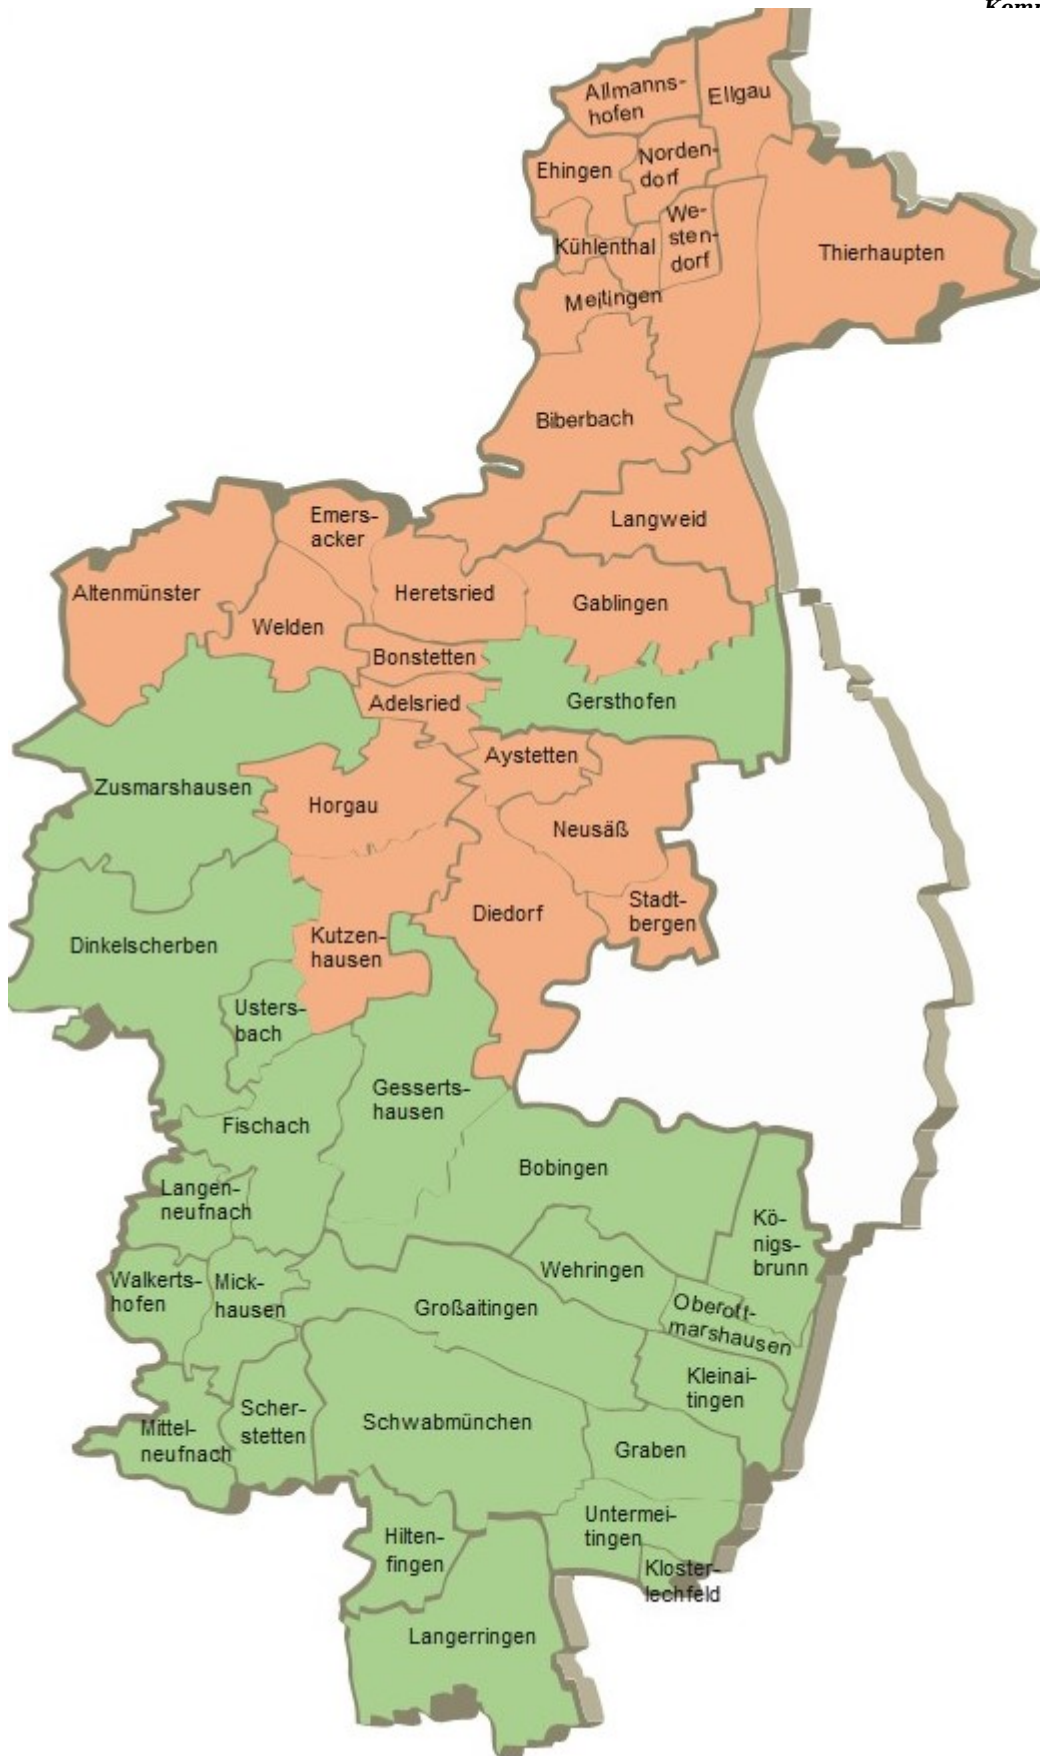 Allmanns-
hofen
Ellgau
Ehingen
Norden-
dorf
We-
sten-
dorf
Kühlenthal
Thierhaupten
Meitingen
Biberbach
Emers-
acker
Langweid
Altenmünster
Heretsried
Gablingen
Welden
Bonstetten
Adelsried
Gersthofen
Aystetten
Zusmarshausen
Horgau
Neusäß
Diedorf
Stadt-
bergen
Dinkelscherben
Kutzen-
hausen
Usters-
bach
Gesserts-
hausen
Fischach
Bobingen
Langen-
neufnach
Kö-
nigs-
brunn
Walkerts-
hofen
Mick-
hausen
Wehringen
Großaitingen
Oberott-
marshausen
Kleinai-
tingen
Scher-
stetten
Schwabmünchen
Mittel-
neufnach
Graben
Untermei-
tingen
Hilten-
fingen
Kloster-
lechfeld
Langerringen